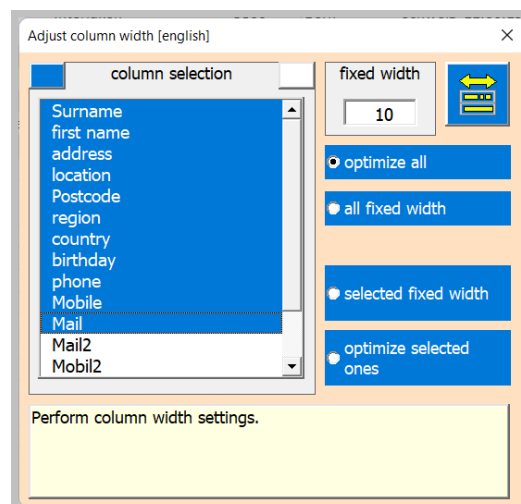 Adjust column width [english]
column selection
fixed width
10
Surname
first name
address
location
Postcode
region
country
birthday
phone
Mobile
Mail
Mail2
Mobil2
optimize all
all fixed width
selected fixed width
optimize selected
ones
Perform column width settings.